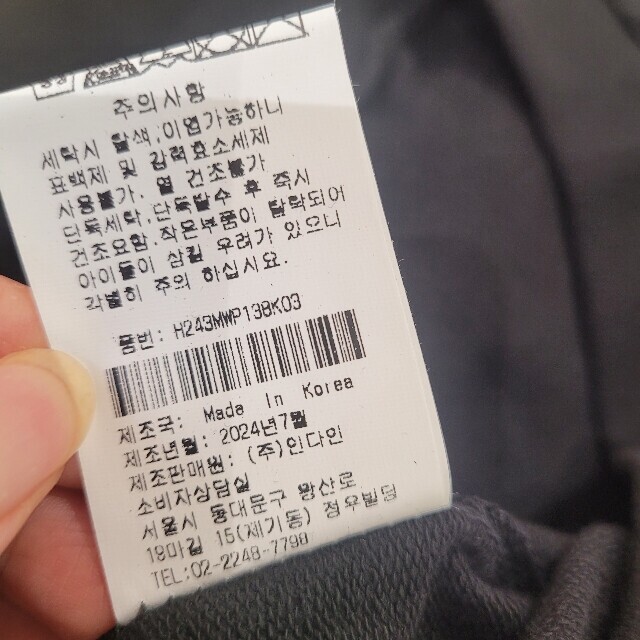 주의사항
세탁시 탈색,이염가능하니
표백제 및 강력효소세제
사용불가, 열 건조불가
단독세탁,단독탈수 후 즉시
건조요함.작은부품이 탈락되어
아이들이 삼킬 우려가 있으니
각별히 주의 하십시요.
품번: H243MWP138K03
제조국: Made In Korea
제조년월: 2024년7월
제조판매원: (주)인다인
소비자상담실
서울시 동대문구 왕산로
18마길 15(제기동) 정우빌딩
TEL:02-2248-7798